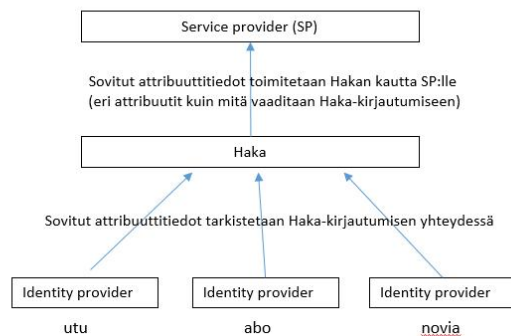 Service provider (SP)
Sovitut attribuuttitiedot toimitetaan Hakan kautta SP:lle
(eri attribuutit kuin mitä vaaditaan Haka-kirjautumiseen)
Haka
Sovitut attribuuttitiedot tarkistetaan Haka-kirjautumisen yhteydessä
Identity provider
Identity provider
Identity provider
utu
abo
novia